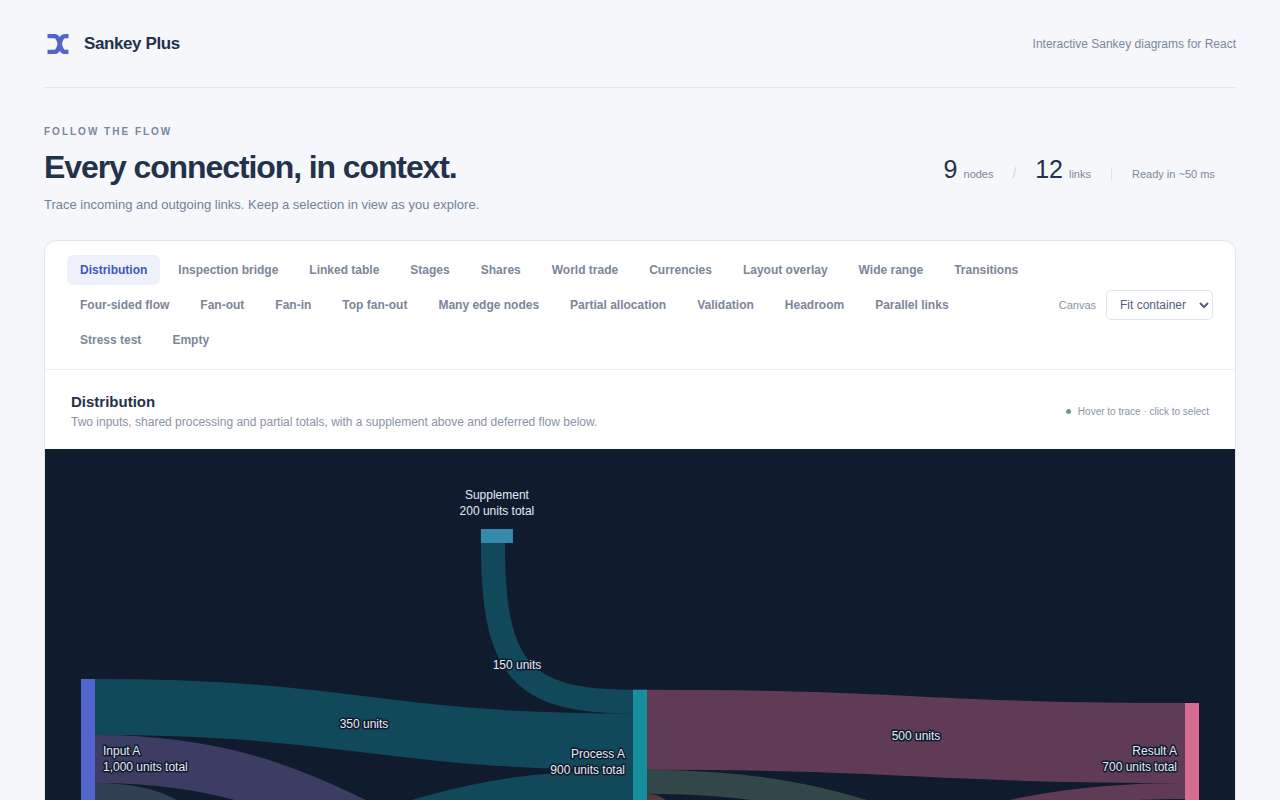 Sankey Plus
Interactive Sankey diagrams for React
FOLLOW THE FLOW
Every connection, in context.
9 nodes / 12 links | Ready in ~50 ms
Trace incoming and outgoing links. Keep a selection in view as you explore.
Distribution Inspection bridge Linked table Stages Shares World trade Currencies Layout overlay Wide range Transitions
Four-sided flow Fan-out Fan-in Top fan-out Many edge nodes Partial allocation Validation Headroom Parallel links
Canvas Fit container
Stress test Empty
Distribution
Two inputs, shared processing and partial totals, with a supplement above and deferred flow below.
Hover to trace · click to select
Supplement
200 units total
150 units
350 units
500 units
Input A
1,000 units total
Process A
900 units total
Result A
700 units total